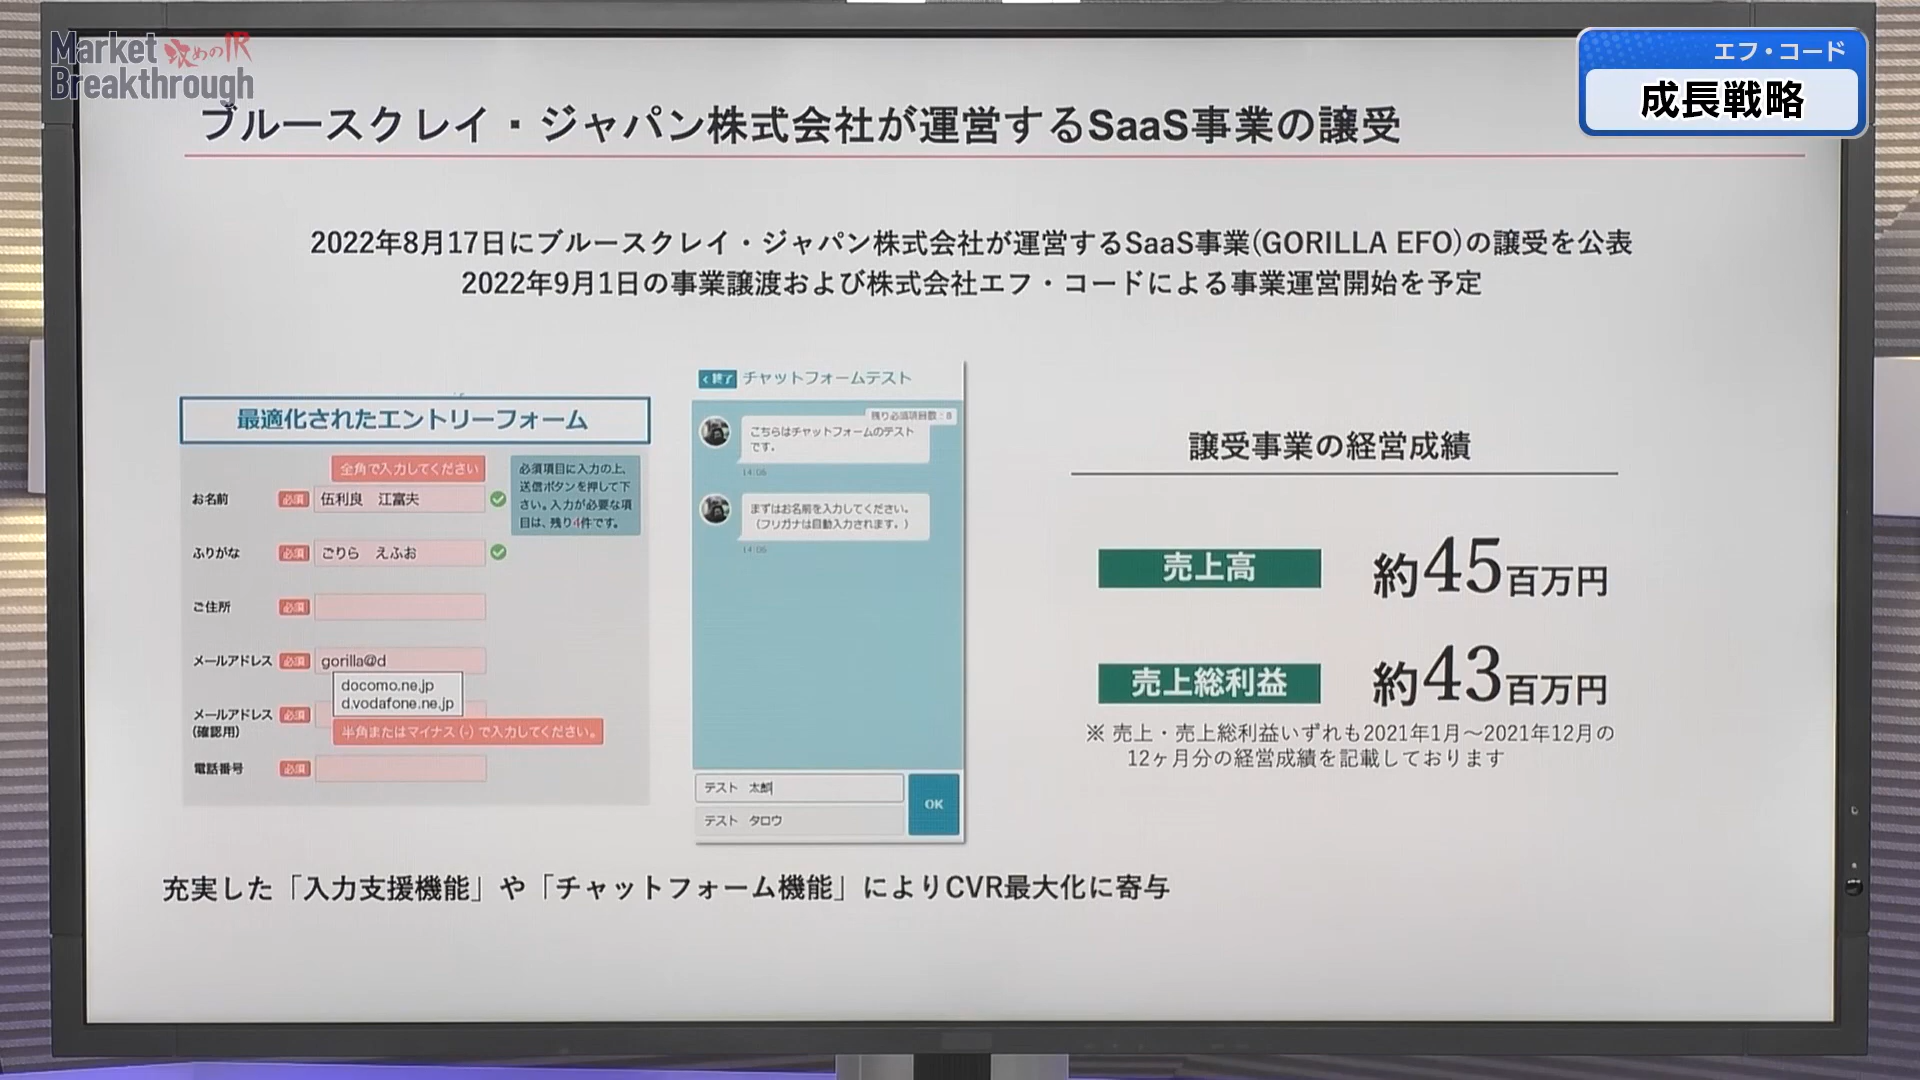 Market 攻めのIR
Breakthrough
エフ・コード
成長戦略
ブルースクレイ・ジャパン株式会社が運営するSaaS事業の譲受
2022年8月17日にブルースクレイ・ジャパン株式会社が運営するSaaS事業(GORILLA EFO)の譲受を公表
2022年9月1日の事業譲渡および株式会社エフ・コードによる事業運営開始を予定
最適化されたエントリーフォーム
全角で入力してください
お名前 必須 伍利良 江富夫
必須項目に入力の上、
送信ボタンを押して下
さい。入力が必要な項
目は、残り4件です。
ふりがな 必須 ごりら えふお
ご住所 必須
メールアドレス 必須 gorilla@d
docomo.ne.jp
d.vodafone.ne.jp
メールアドレス 必須
(確認用)
半角またはマイナス (-) で入力してください。
電話番号 必須
く終了 チャットフォームテスト
残り必須項目数:8
こちらはチャットフォームのテスト
です。
14:06
まずはお名前を入力してください。
(フリガナは自動入力されます。)
14:06
テスト 太郎
テスト タロウ
OK
譲受事業の経営成績
売上高 約45百万円
売上総利益 約43百万円
※ 売上・売上総利益いずれも2021年1月〜2021年12月の
12ヶ月分の経営成績を記載しております
充実した「入力支援機能」や「チャットフォーム機能」によりCVR最大化に寄与